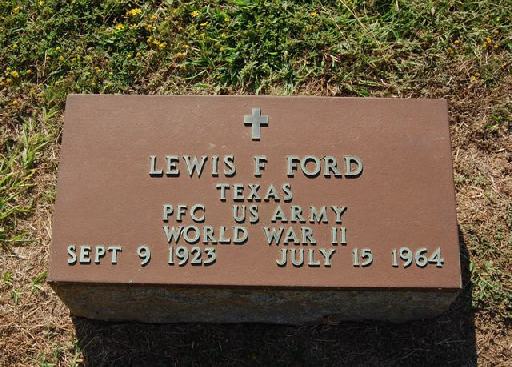 LEWIS F FORD
TEXAS
PFC US ARMY
WORLD WAR II
SEPT 9 1923 JULY 15 1964